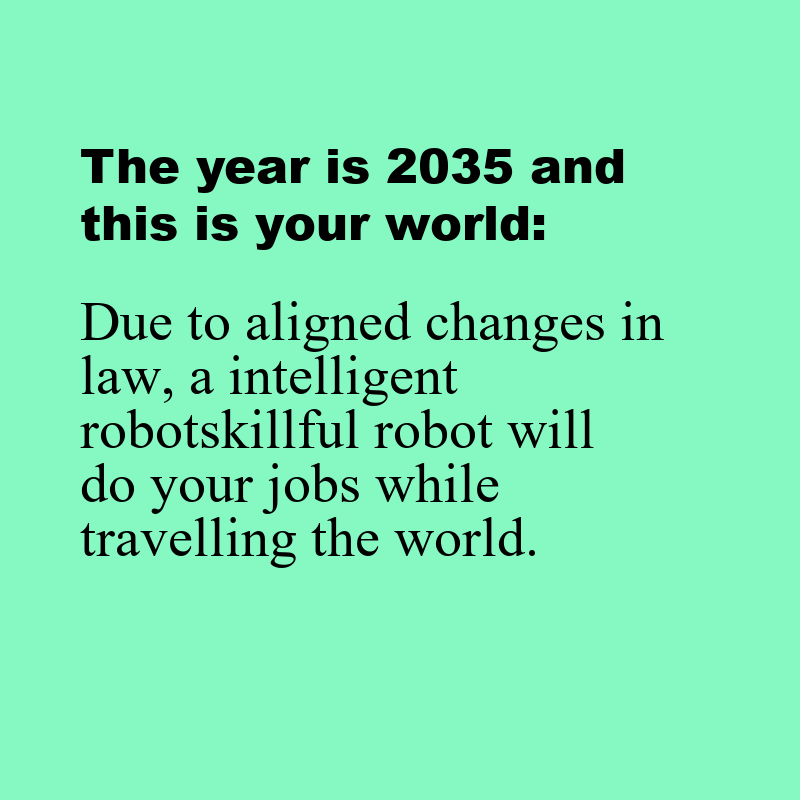 The year is 2035 and
this is your world:
Due to aligned changes in
law, a intelligent
robotskillful robot will
do your jobs while
travelling the world.